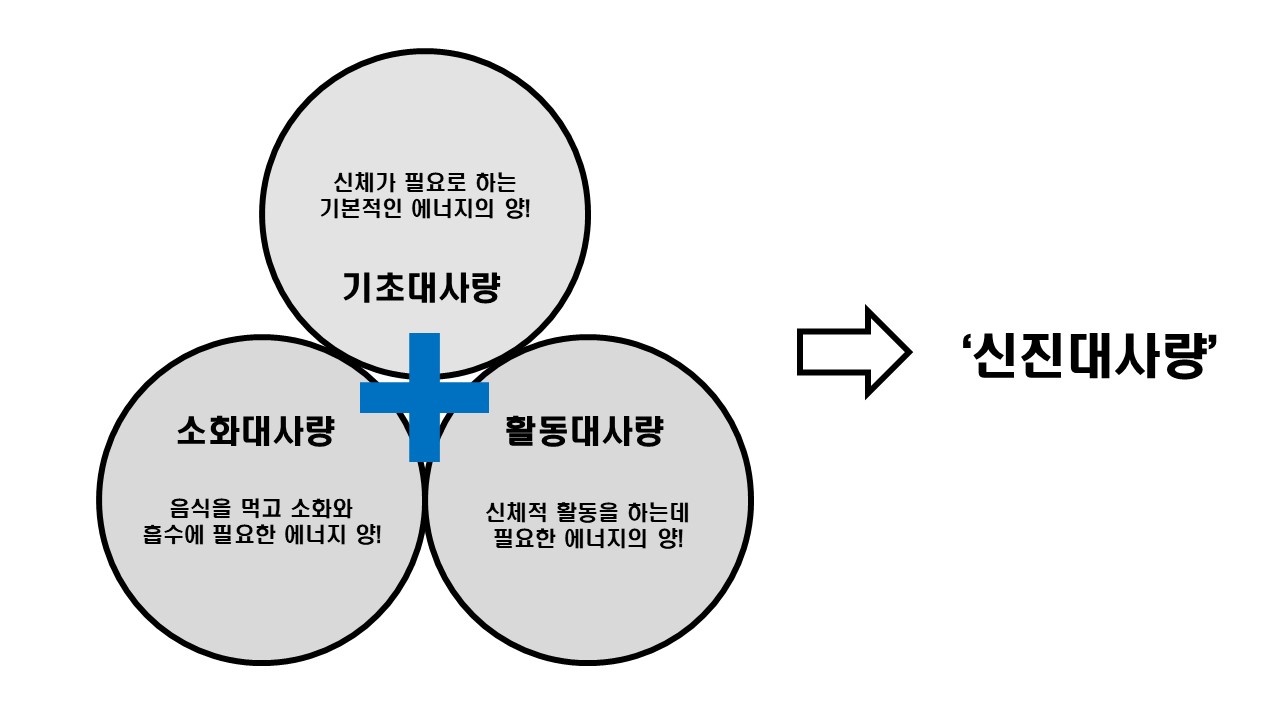 신체가 필요로 하는
기본적인 에너지의 양!
기초대사량
소화대사량
음식을 먹고 소화와
흡수에 필요한 에너지 양!
활동대사량
신체적 활동을 하는데
필요한 에너지의 양!
‘신진대사량’